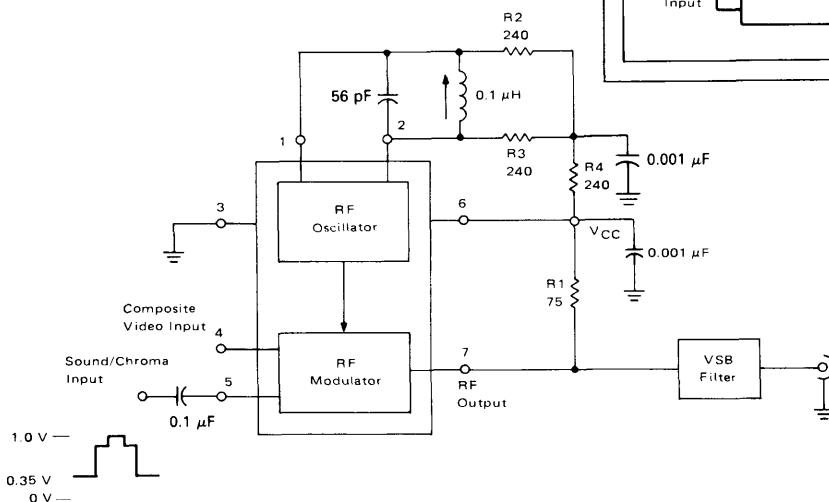 Input
R2
240
56 pF
0.1 μH
1
2
R3
240
R4
240
0.001 μF
3
RF
Oscillator
6
VCC
0.001 μF
R1
75
Composite
Video Input
4
Sound/Chroma
Input
5
0.1 μF
RF
Modulator
7
RF
Output
VSB
Filter
1.0 V
0.35 V
0 V